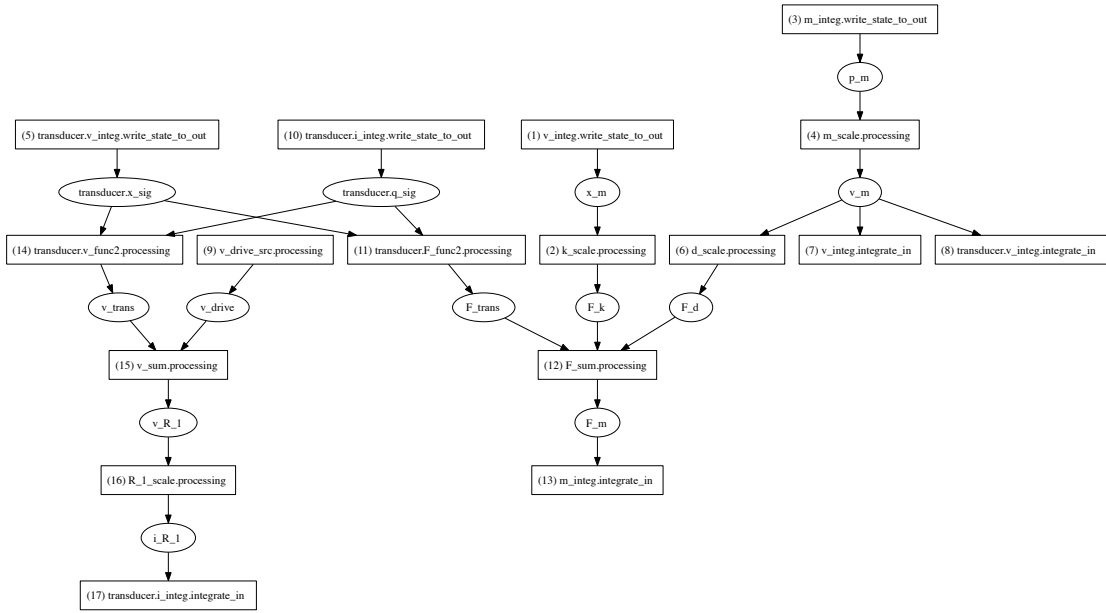 (3) m_integ.write_state_to_out
p_m
(5) transducer.v_integ.write_state_to_out
(10) transducer.i_integ.write_state_to_out
(1) v_integ.write_state_to_out
(4) m_scale.processing
transducer.x_sig
transducer.q_sig
x_m
v_m
(14) transducer.v_func2.processing
(9) v_drive_src.processing
(11) transducer.F_func2.processing
(2) k_scale.processing
(6) d_scale.processing
(7) v_integ.integrate_in
(8) transducer.v_integ.integrate_in
v_trans
v_drive
F_trans
F_k
F_d
(15) v_sum.processing
(12) F_sum.processing
v_R_1
F_m
(16) R_1_scale.processing
(13) m_integ.integrate_in
i_R_1
(17) transducer.i_integ.integrate_in